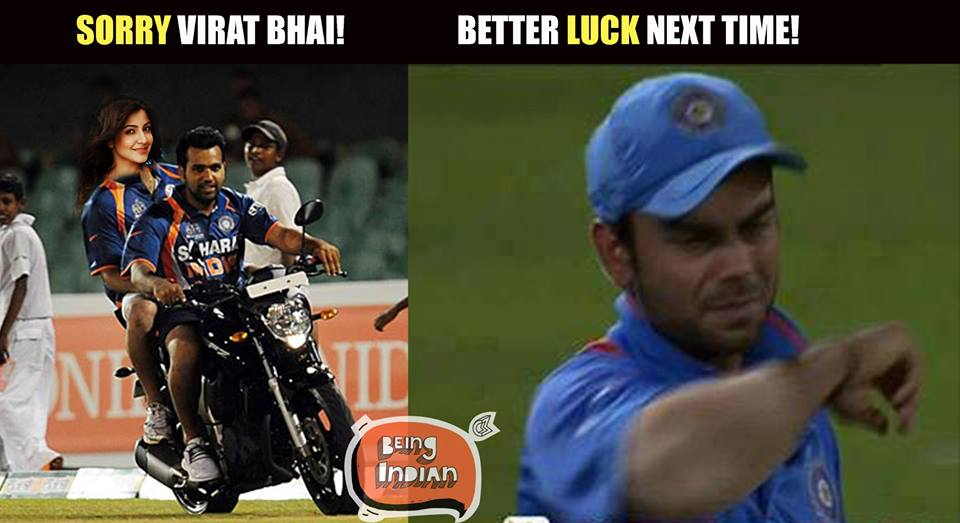 SORRY VIRAT BHAI!
BETTER LUCK NEXT TIME!
SAHARA
INDIA
BEING
INDIAN